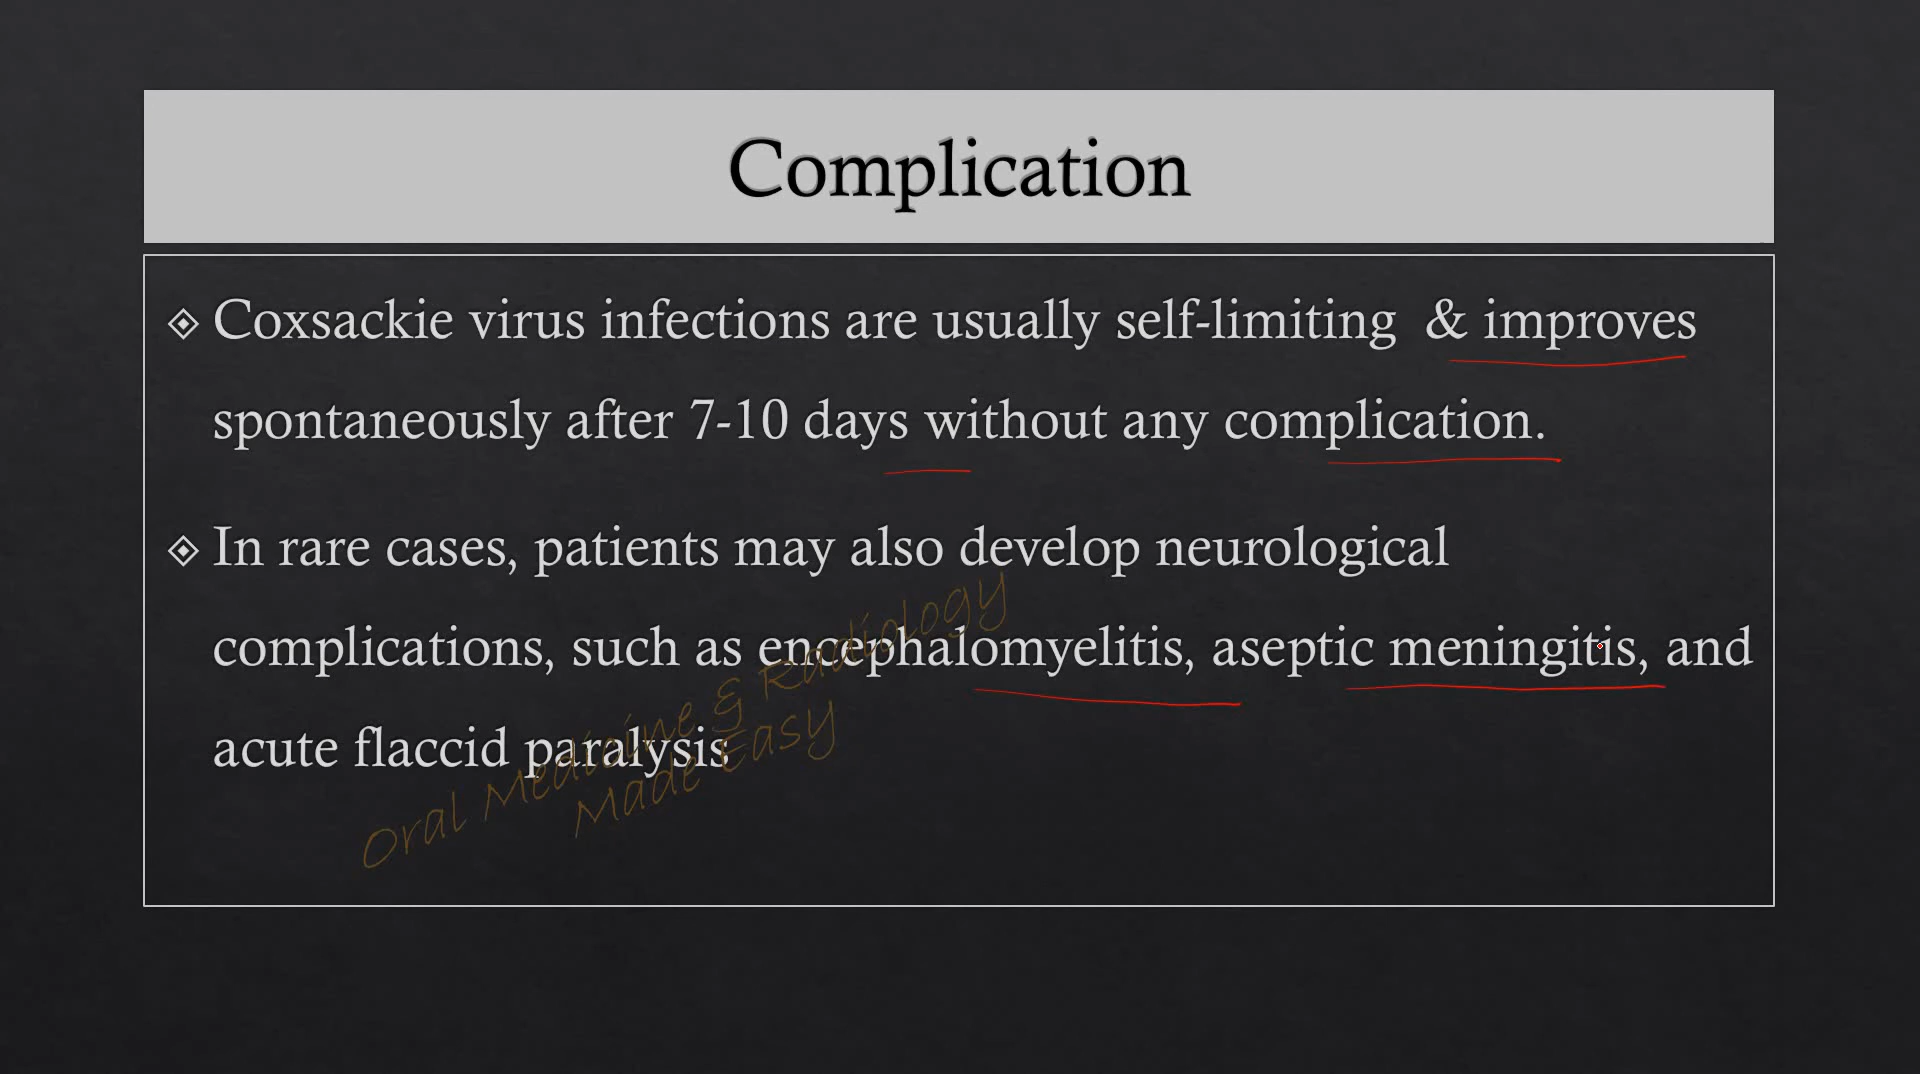 Complication
Coxsackie virus infections are usually self-limiting & improves
spontaneously after 7-10 days without any complication.
In rare cases, patients may also develop neurological
complications, such as encephalomyelitis, aseptic meningitis, and
acute flaccid paralysis
Oral Medicine & Radiology
Made Easy